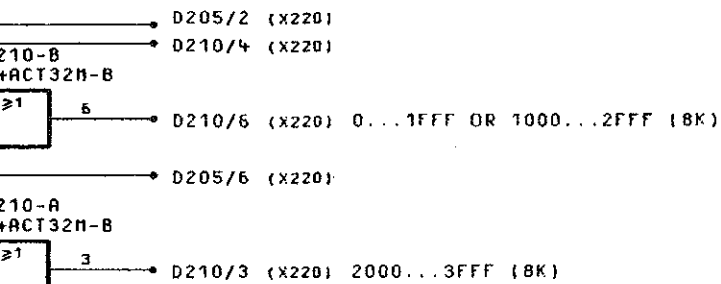 D205/2 (X220)
D210/4 (X220)
210-B
+ACT32M-B
≥1
6
D210/6 (X220) 0...1FFF OR 1000...2FFF (8K)
D205/6 (X220)
210-A
+ACT32M-B
≥1
3
D210/3 (X220) 2000...3FFF (8K)